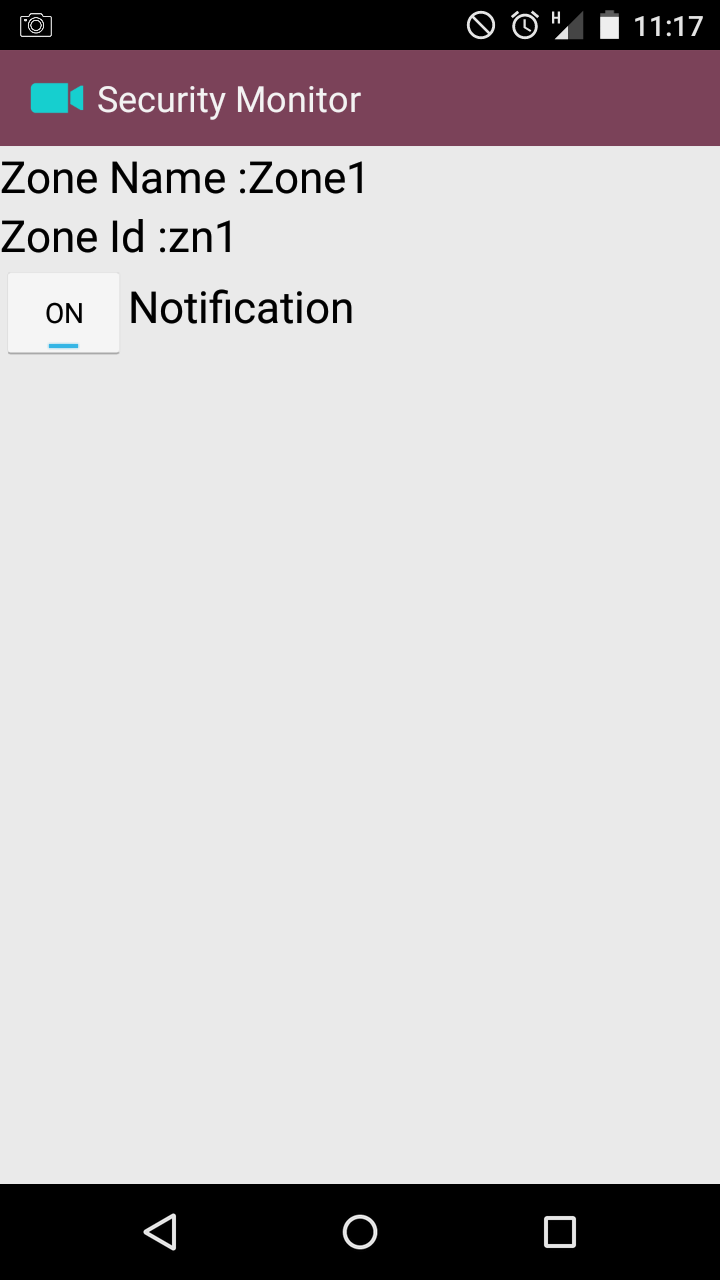 H 11:17
Security Monitor
Zone Name :Zone1
Zone Id :zn1
ON Notification